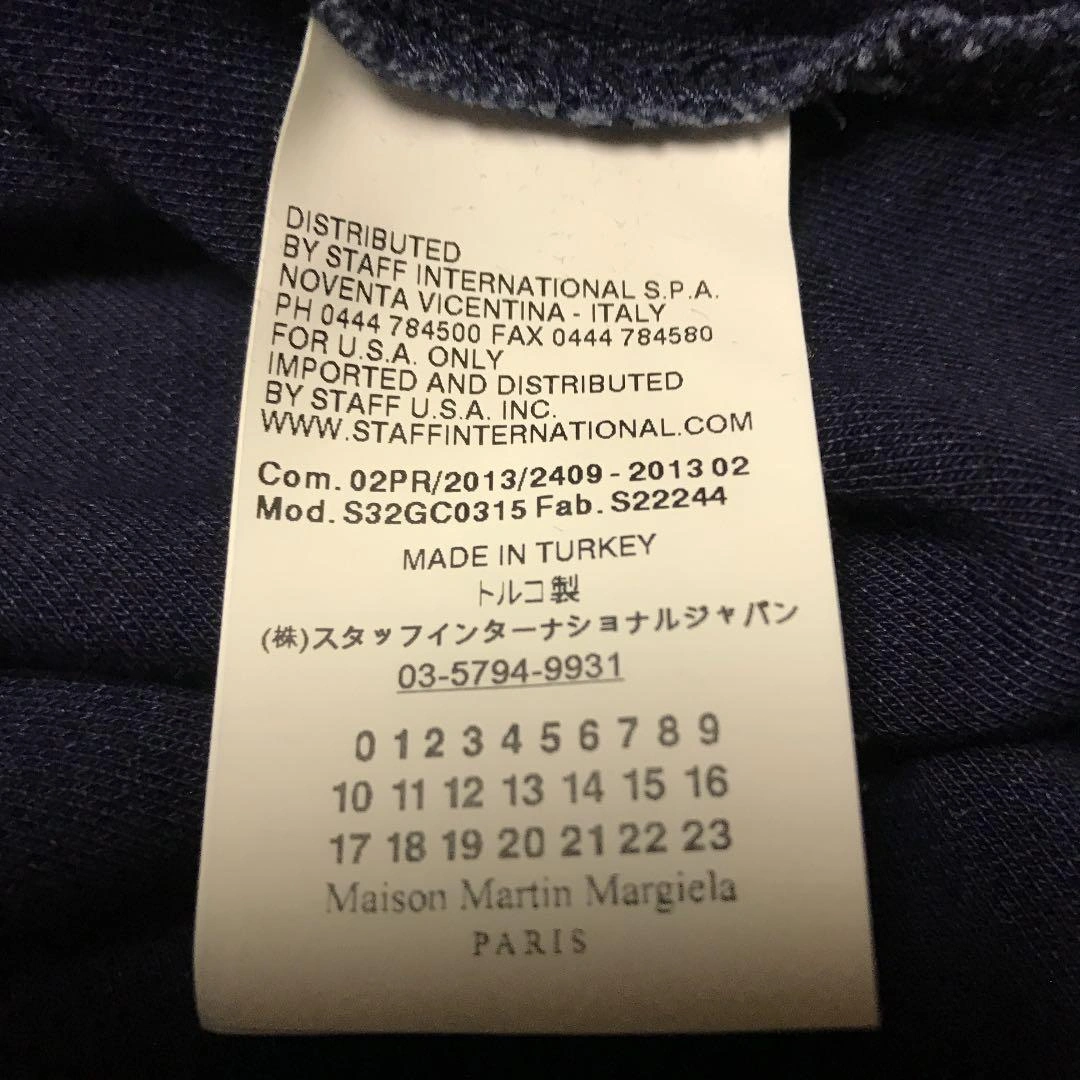 DISTRIBUTED
BY STAFF INTERNATIONAL S.P.A.
NOVENTA VICENTINA - ITALY
PH 0444 784500 FAX 0444 784580
FOR U.S.A. ONLY
IMPORTED AND DISTRIBUTED
BY STAFF U.S.A. INC.
WWW.STAFFINTERNATIONAL.COM
Com. 02PR/2013/2409 - 2013 02
Mod. S32GC0315 Fab. S22244
MADE IN TURKEY
トルコ製
(株)スタッフインターナショナルジャパン
03-5794-9931
0 1 2 3 4 5 6 7 8 9
10 11 12 13 14 15 16
17 18 19 20 21 22 23
Maison Martin Margiela
PARIS